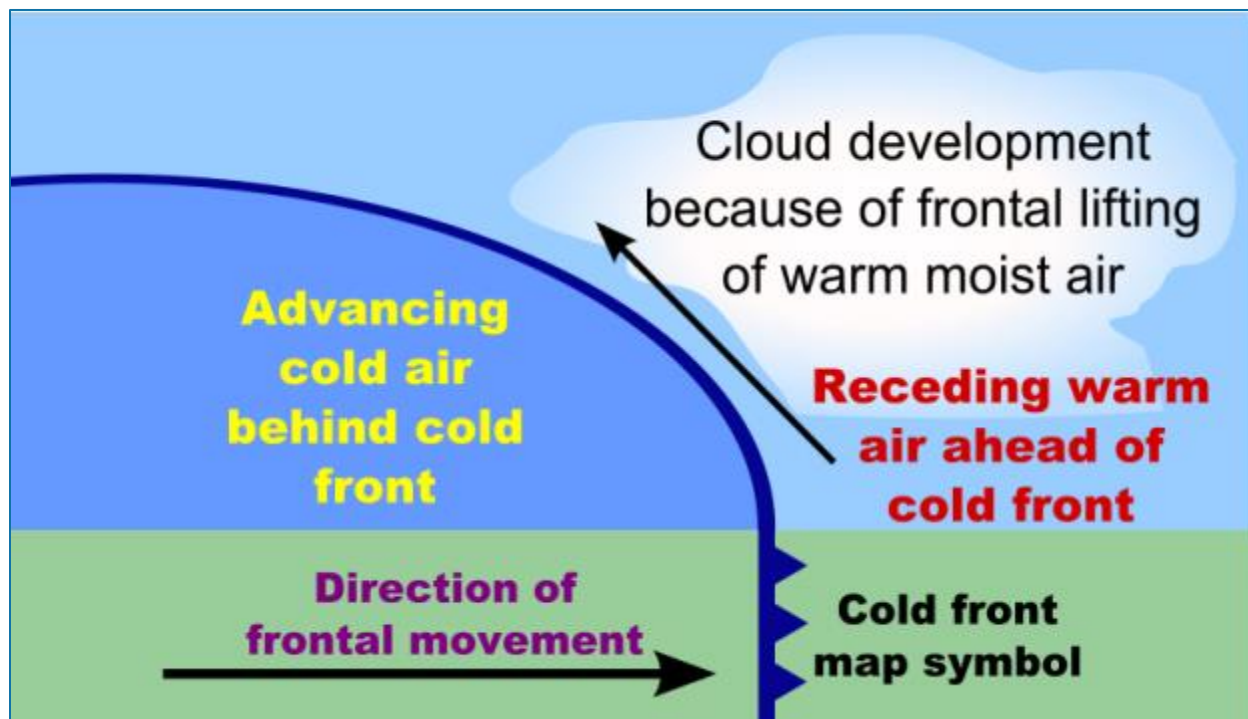 Cloud development
because of frontal lifting
of warm moist air
Advancing
cold air
behind cold
front
Receding warm
air ahead of
cold front
Direction of
frontal movement
Cold front
map symbol